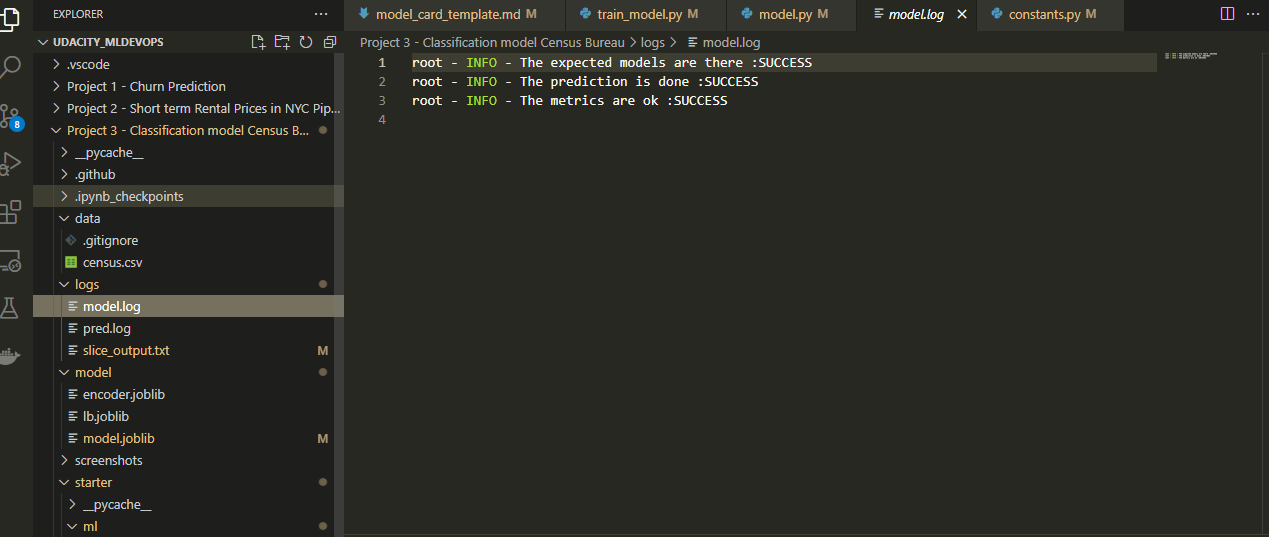 EXPLORER
UDACITY_MLDEVOPS
.vscode
Project 1 - Churn Prediction
Project 2 - Short term Rental Prices in NYC Pip...
Project 3 - Classification model Census B...
__pycache__
.github
.ipynb_checkpoints
data
.gitignore
census.csv
logs
model.log
pred.log
slice_output.txt M
model
encoder.joblib
lb.joblib
model.joblib M
screenshots
starter
__pycache__
ml
8
model_card_template.md M train_model.py M model.py M model.log constants.py M
Project 3 - Classification model Census Bureau > logs > model.log
1 root - INFO - The expected models are there :SUCCESS
2 root - INFO - The prediction is done :SUCCESS
3 root - INFO - The metrics are ok :SUCCESS
4